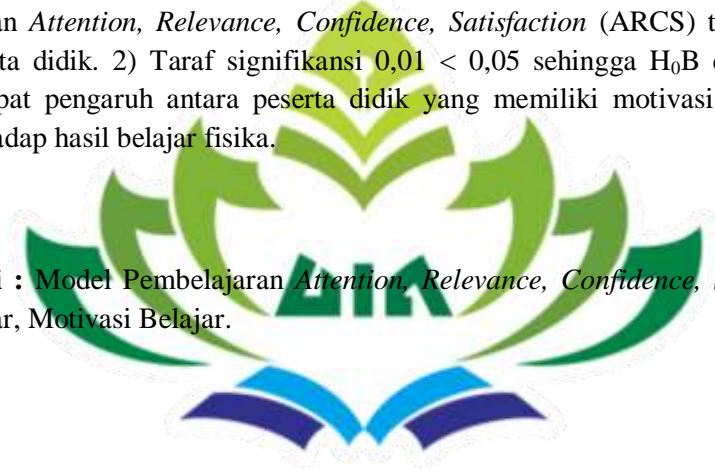 an Attention, Relevance, Confidence, Satisfaction (ARCS) t
ta didik. 2) Taraf signifikansi 0,01 < 0,05 sehingga H₀B
pat pengaruh antara peserta didik yang memiliki motivasi
adap hasil belajar fisika.
i : Model Pembelajaran Attention, Relevance, Confidence,
ar, Motivasi Belajar.